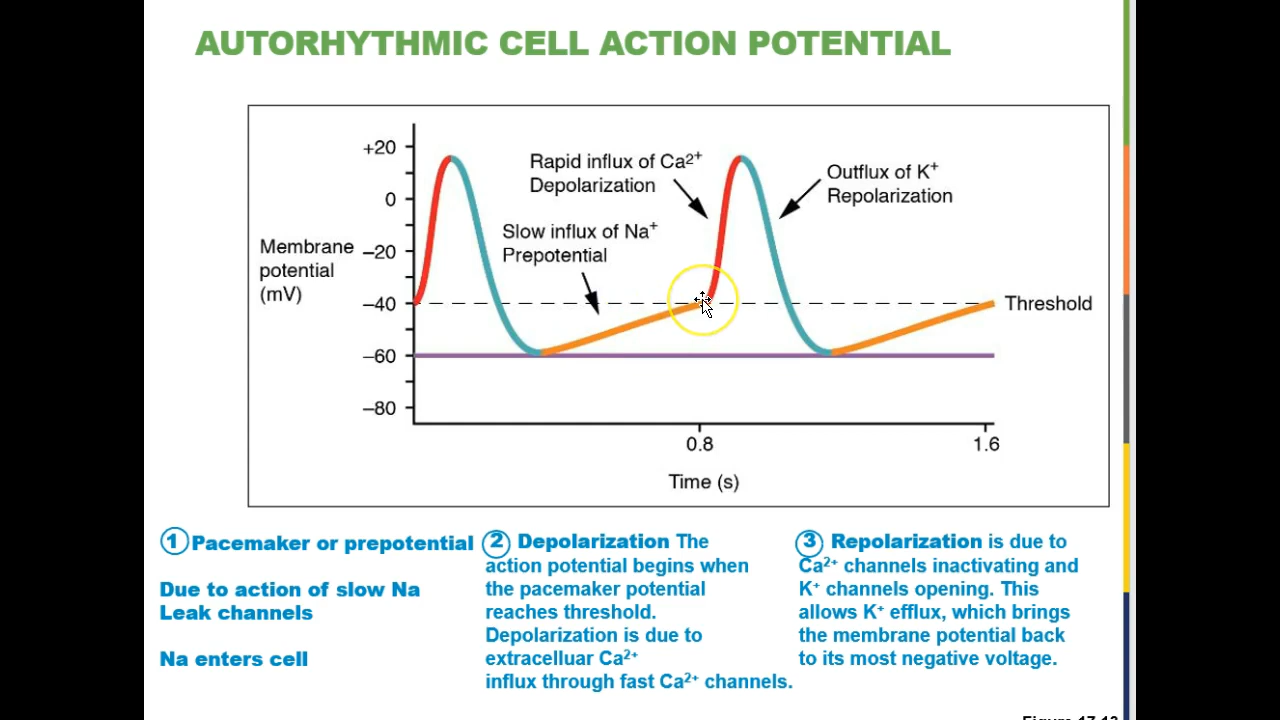 AUTORHYTHMIC CELL ACTION POTENTIAL
+20
0
–20
–40
–60
–80
Membrane
potential
(mV)
Rapid influx of Ca²⁺
Depolarization
Slow influx of Na⁺
Prepotential
Outflux of K⁺
Repolarization
Threshold
0.8
1.6
Time (s)
1 Pacemaker or prepotential
Due to action of slow Na
Leak channels
Na enters cell
2 Depolarization The
action potential begins when
the pacemaker potential
reaches threshold.
Depolarization is due to
extracelluar Ca²⁺
influx through fast Ca²⁺ channels.
3 Repolarization is due to
Ca²⁺ channels inactivating and
K⁺ channels opening. This
allows K⁺ efflux, which brings
the membrane potential back
to its most negative voltage.
Figure 17.13